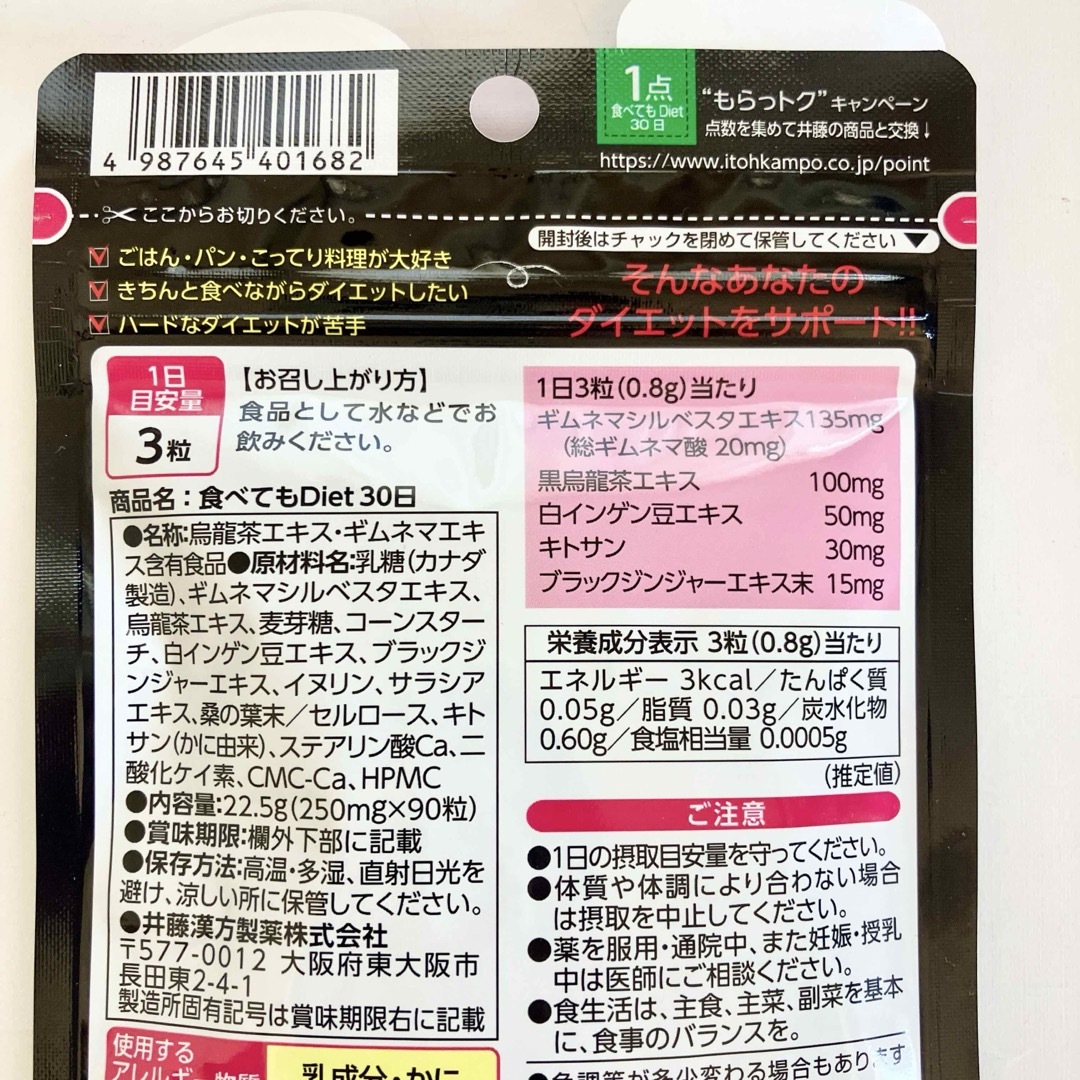 4 987645 401682
1点
食べてもDiet
30日
“もらっトク”キャンペーン
点数を集めて井藤の商品と交換↓
https://www.itohkampo.co.jp/point
ここからお切りください。
開封後はチャックを閉めて保管してください▼
ごはん・パン・こってり料理が大好き
きちんと食べながらダイエットしたい
ハードなダイエットが苦手
そんなあなたの
ダイエットをサポート!!
1日
目安量
3粒
【お召し上がり方】
食品として水などでお
飲みください。
商品名：食べてもDiet 30日
●名称:烏龍茶エキス・ギムネマエキ
ス含有食品●原材料名:乳糖(カナダ
製造)、ギムネマシルベスタエキス、
烏龍茶エキス、麦芽糖、コーンスター
チ、白インゲン豆エキス、ブラックジ
ンジャーエキス、イヌリン、サラシア
エキス、桑の葉末／セルロース、キト
サン(かに由来)、ステアリン酸Ca、二
酸化ケイ素、CMC-Ca、HPMC
●内容量:22.5g(250mg×90粒)
●賞味期限:欄外下部に記載
●保存方法:高温・多湿、直射日光を
避け、涼しい所に保管してください。
●井藤漢方製薬株式会社
〒577-0012 大阪府東大阪市
長田東2-4-1
製造所固有記号は賞味期限右に記載
使用する
アレルギー物質
乳成分・かに
1日3粒(0.8g)当たり
ギムネマシルベスタエキス135mg
(総ギムネマ酸 20mg)
黒烏龍茶エキス 100mg
白インゲン豆エキス 50mg
キトサン 30mg
ブラックジンジャーエキス末 15mg
栄養成分表示 3粒(0.8g)当たり
エネルギー 3kcal／たんぱく質
0.05g／脂質 0.03g／炭水化物
0.60g／食塩相当量 0.0005g
(推定値)
ご注意
●1日の摂取目安量を守ってください。
●体質や体調により合わない場合
は摂取を中止してください。
●薬を服用・通院中、また妊娠・授乳
中は医師にご相談ください。
●食生活は、主食、主菜、副菜を基本
に、食事のバランスを。
●色調等が多少変わる場合もあります